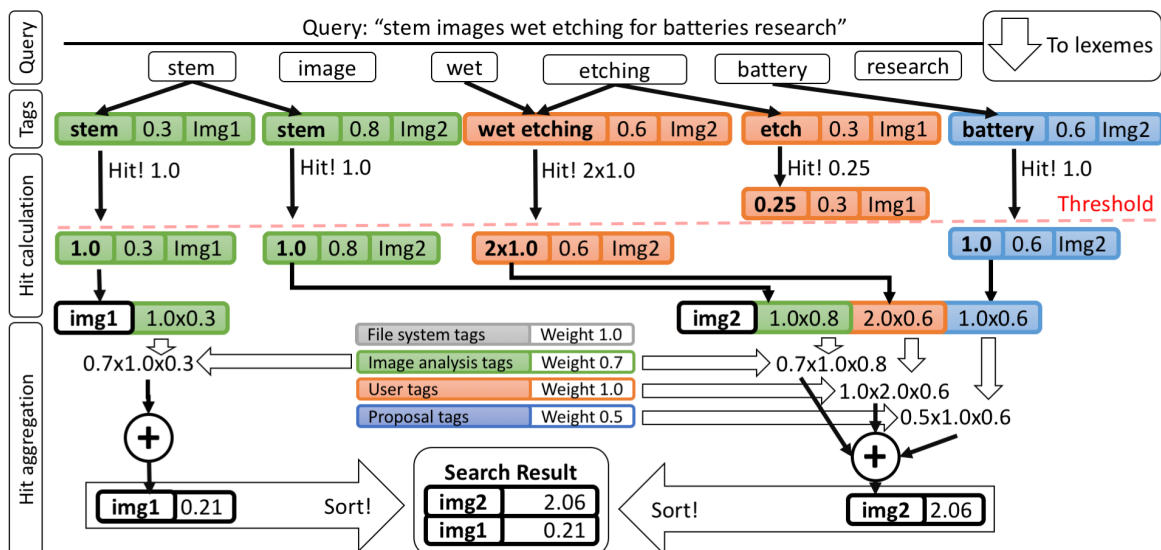 Query: “stem images wet etching for batteries research”
To lexemes
Query
stem image wet etching battery research
Tags
stem 0.3 Img1
stem 0.8 Img2
wet etching 0.6 Img2
etch 0.3 Img1
battery 0.6 Img2
Hit calculation
Hit! 1.0
Hit! 1.0
Hit! 2x1.0
Hit! 0.25
Hit! 1.0
0.25 0.3 Img1
Threshold
1.0 0.3 Img1
1.0 0.8 Img2
2x1.0 0.6 Img2
1.0 0.6 Img2
img1 1.0x0.3
img2 1.0x0.8 2.0x0.6 1.0x0.6
Hit aggregation
File system tags Weight 1.0
Image analysis tags Weight 0.7
User tags Weight 1.0
Proposal tags Weight 0.5
0.7x1.0x0.3
0.7x1.0x0.8
1.0x2.0x0.6
0.5x1.0x0.6
+
+
img1 0.21
Sort!
Search Result
img2 2.06
img1 0.21
Sort!
img2 2.06